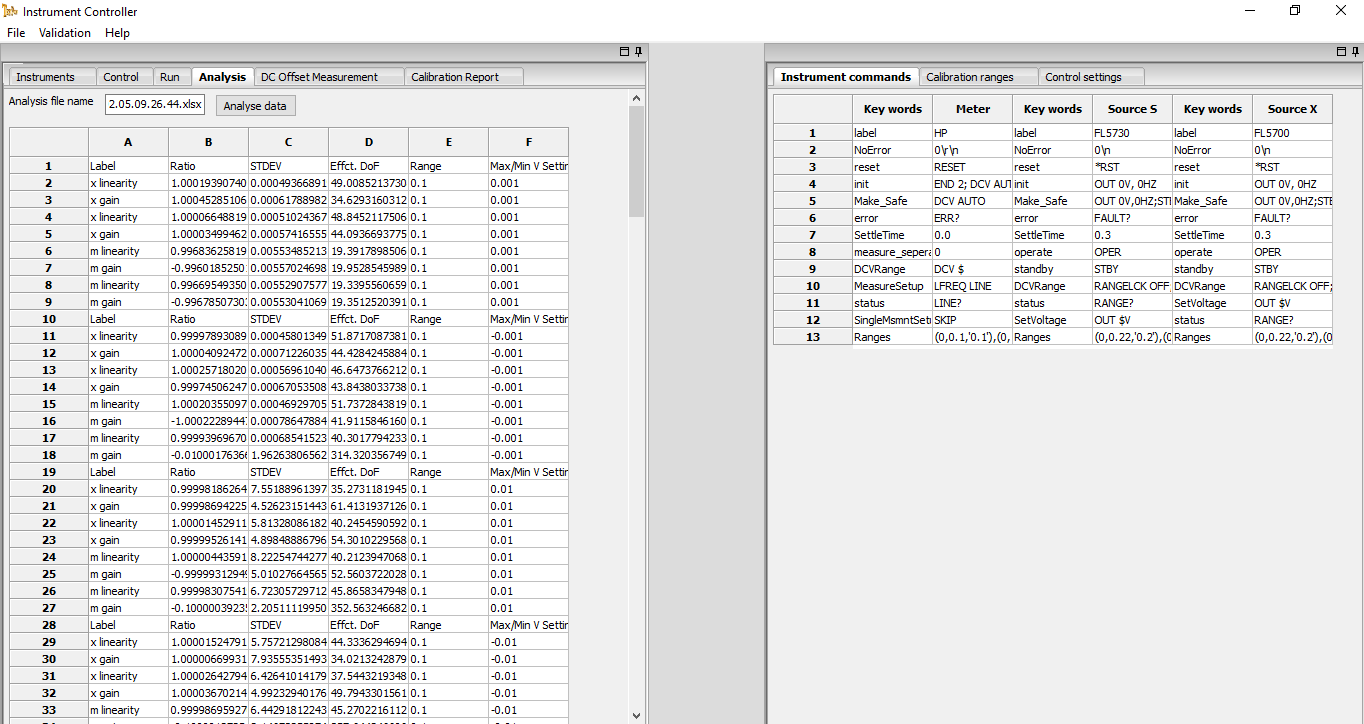 Instrument Controller
File Validation Help
Instruments Control Run Analysis DC Offset Measurement Calibration Report
Analysis file name 2.05.09.26.44.xlsx Analyse data
A B C D E F
1 Label Ratio STDEV Effct. DoF Range Max/Min V Settin
2 x linearity 1.00019390740 0.00049366891 49.0085213730 0.1 0.001
3 x gain 1.00045285106 0.00061788982 34.6293160312 0.1 0.001
4 x linearity 1.00006648819 0.00051024367 48.8452117506 0.1 0.001
5 x gain 1.00003499462 0.00057416555 44.0936693775 0.1 0.001
6 m linearity 0.99683625819 0.00553485213 19.3917898506 0.1 0.001
7 m gain -0.9960185250 0.00557024698 19.9528545989 0.1 0.001
8 m linearity 0.99669549350 0.00552907577 19.3395560659 0.1 0.001
9 m gain -0.9967850730 0.00553041069 19.3512520391 0.1 0.001
10 Label Ratio STDEV Effct. DoF Range Max/Min V Settin
11 x linearity 0.99997893089 0.00045801349 51.8717087381 0.1 -0.001
12 x gain 1.00004092472 0.00071226035 44.4284245884 0.1 -0.001
13 x linearity 1.00025718020 0.00056961040 46.6473766212 0.1 -0.001
14 x gain 0.99974506247 0.00067053508 43.8438033738 0.1 -0.001
15 m linearity 1.00020355097 0.00046929705 51.7372843819 0.1 -0.001
16 m gain -1.0002228944 0.00078647884 41.9115846160 0.1 -0.001
17 m linearity 0.99993969670 0.00068541523 40.3017794233 0.1 -0.001
18 m gain -0.0100017636 1.96263806562 314.320356749 0.1 -0.001
19 Label Ratio STDEV Effct. DoF Range Max/Min V Settin
20 x linearity 0.99998186264 7.55188961397 35.2731181945 0.1 0.01
21 x gain 0.99998694225 4.52623151443 61.4131937126 0.1 0.01
22 x linearity 1.00001452911 5.81328086182 40.2454590592 0.1 0.01
23 x gain 0.99999526141 4.89848886796 54.3010229568 0.1 0.01
24 m linearity 1.00000443591 8.22254744277 40.2123947068 0.1 0.01
25 m gain -0.9999931294 5.01027664565 52.5603722028 0.1 0.01
26 m linearity 0.99998307541 6.72305729712 45.8658347948 0.1 0.01
27 m gain -0.1000003923 2.20511119950 352.563246682 0.1 0.01
28 Label Ratio STDEV Effct. DoF Range Max/Min V Settin
29 x linearity 1.00001524791 5.75721298084 44.3336294694 0.1 -0.01
30 x gain 1.00000669931 7.93555351493 34.0213242879 0.1 -0.01
31 x linearity 1.00002642794 6.42641014179 37.5443219348 0.1 -0.01
32 x gain 1.00003670214 4.99232940176 49.7943301561 0.1 -0.01
33 m linearity 0.99998695927 6.44291812243 45.2702216112 0.1 -0.01
Instrument commands Calibration ranges Control settings
Key words Meter Key words Source S Key words Source X
1 label HP label FL5730 label FL5700
2 NoError 0\r\n NoError 0\n NoError 0\n
3 reset RESET reset *RST reset *RST
4 init END 2; DCV AUT init OUT 0V, 0HZ init OUT 0V, 0HZ
5 Make_Safe DCV AUTO Make_Safe OUT 0V,0HZ;STE Make_Safe OUT 0V,0HZ;STE
6 error ERR? error FAULT? error FAULT?
7 SettleTime 0.0 SettleTime 0.3 SettleTime 0.3
8 measure_sepera 0 operate OPER operate OPER
9 DCVRange DCV $ standby STBY standby STBY
10 MeasureSetup LFREQ LINE DCVRange RANGELCK OFF; DCVRange RANGELCK OFF;
11 status LINE? status RANGE? SetVoltage OUT $V
12 SingleMsmntSet SKIP SetVoltage OUT $V status RANGE?
13 Ranges (0,0.1,'0.1'),(0, Ranges (0,0.22,'0.2'),(0 Ranges (0,0.22,'0.2'),(0